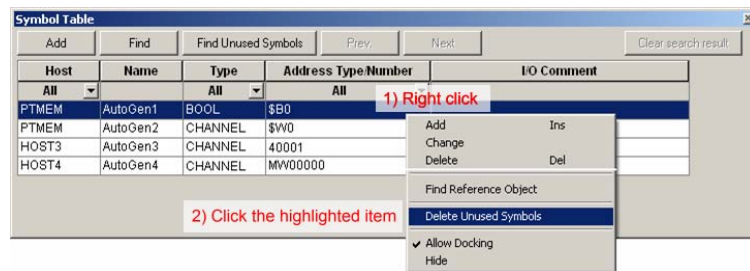 Symbol Table
Add Find Find Unused Symbols Prev. Next Clear search result
Host Name Type Address Type/Number I/O Comment
All All All
1) Right click
PTMEM AutoGen1 BOOL $B0
PTMEM AutoGen2 CHANNEL $W0
HOST3 AutoGen3 CHANNEL 40001
HOST4 AutoGen4 CHANNEL MW00000
Add Ins
Change
Delete Del
Find Reference Object
2) Click the highlighted item
Delete Unused Symbols
✓ Allow Docking
Hide